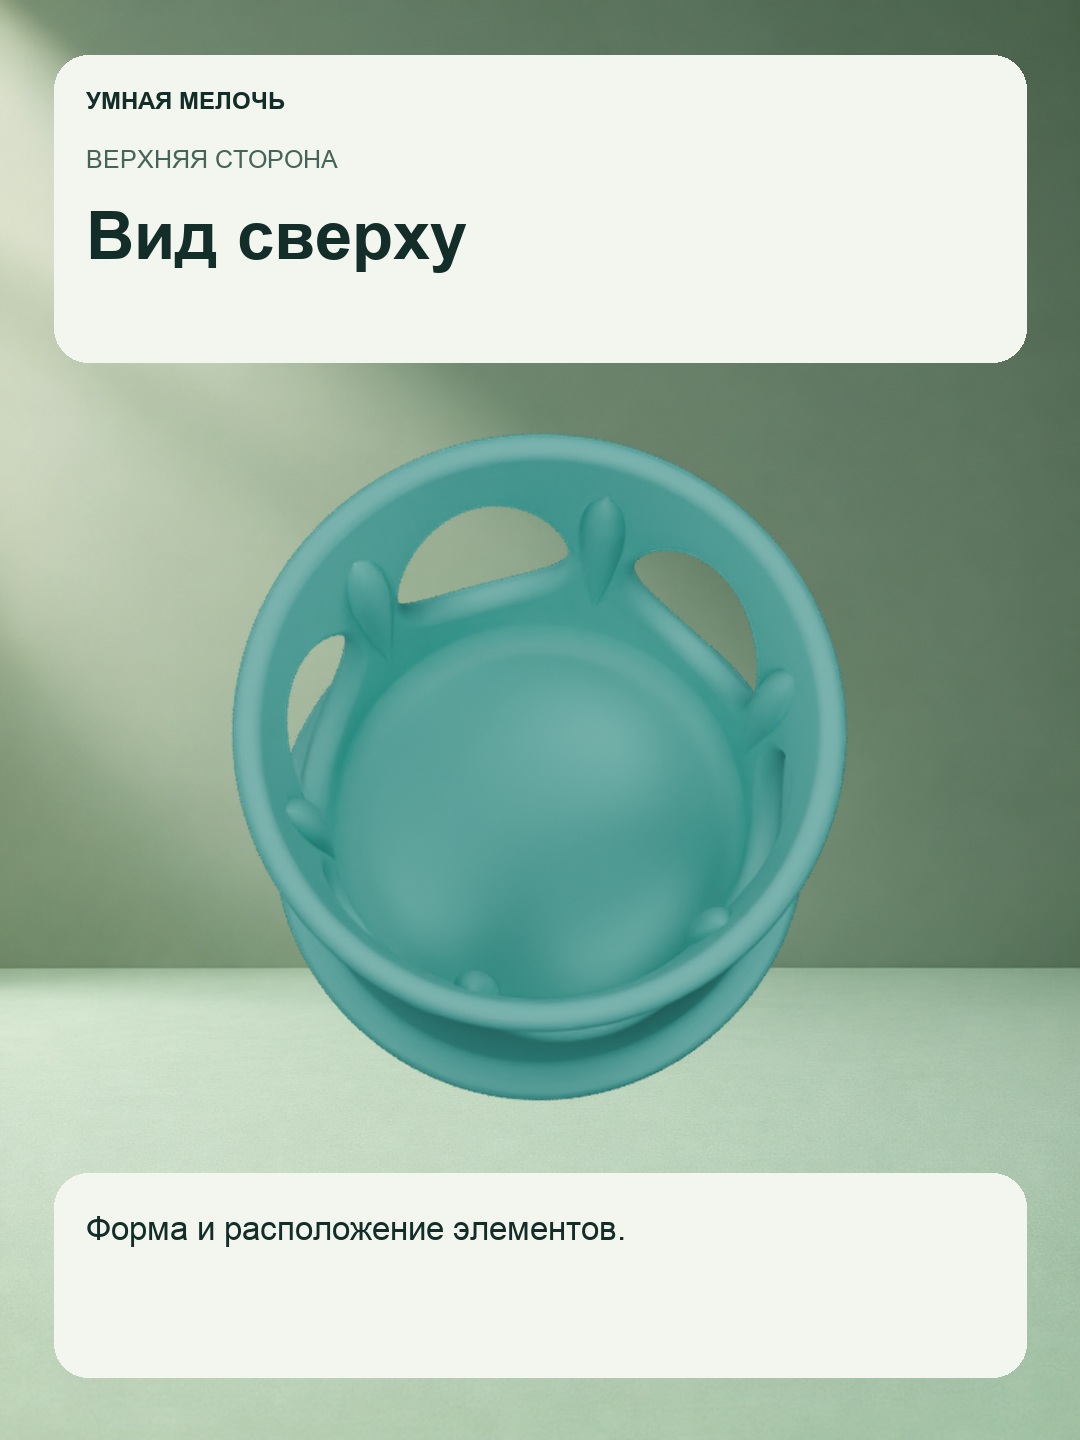 УМНАЯ МЕЛОЧЬ
ВЕРХНЯЯ СТОРОНА
Вид сверху
Форма и расположение элементов.